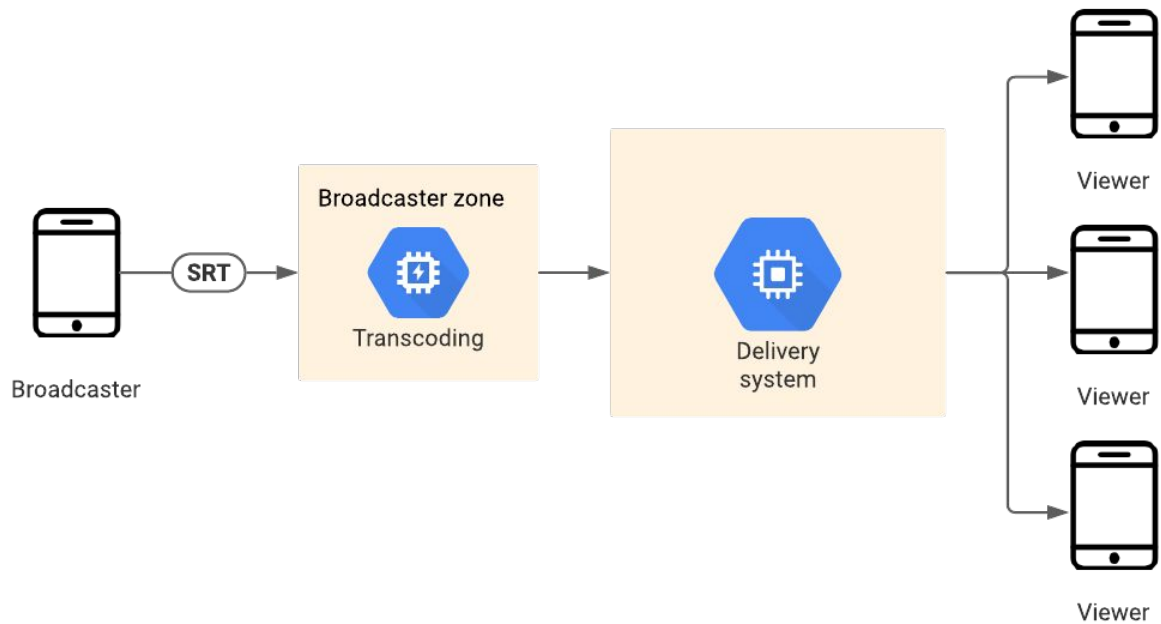 Broadcaster
SRT
Broadcaster zone
Transcoding
Delivery
system
Viewer
Viewer
Viewer